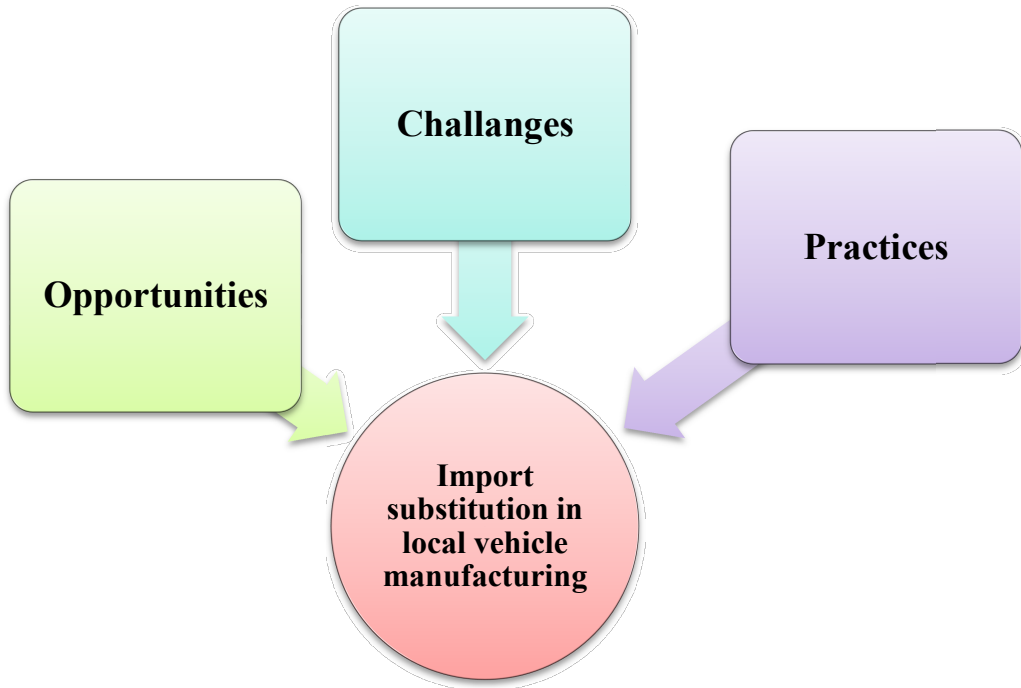 Challanges
Practices
Opportunities
Import
substitution in
local vehicle
manufacturing